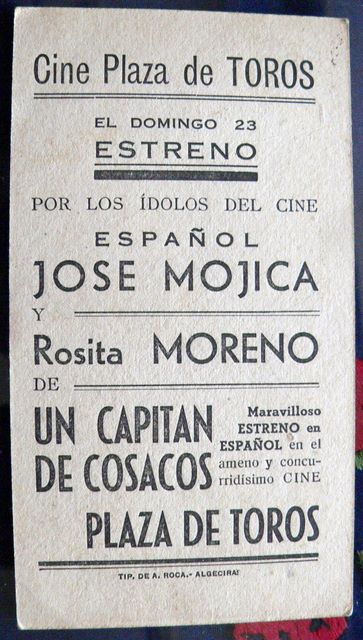 Cine Plaza de TOROS
EL DOMINGO 23
ESTRENO
POR LOS ÍDOLOS DEL CINE
ESPAÑOL
JOSE MOJICA
Y
Rosita MORENO
DE
UN CAPITAN
DE COSACOS
Maravilloso
ESTRENO en
ESPAÑOL en el
ameno y concu-
rridísimo CINE
PLAZA DE TOROS
TIP. DE A. ROCA.- ALGECIRAS